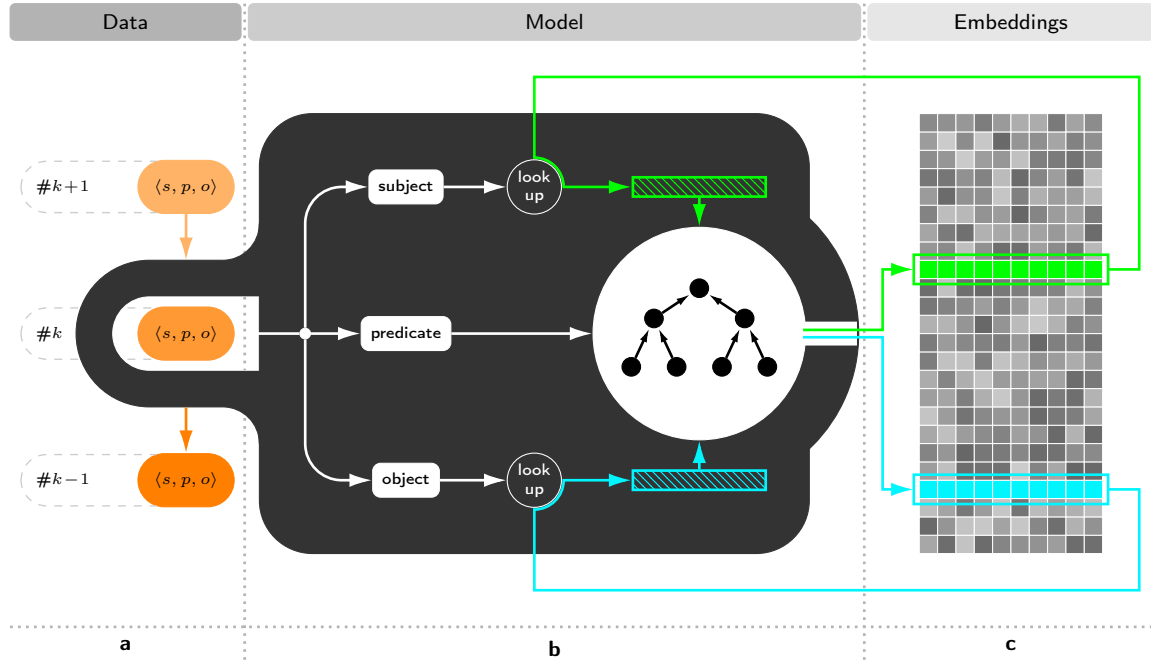 Data
Model
Embeddings
#k+1
⟨s, p, o⟩
subject
look
up
#k
⟨s, p, o⟩
predicate
#k−1
⟨s, p, o⟩
object
look
up
a
b
c